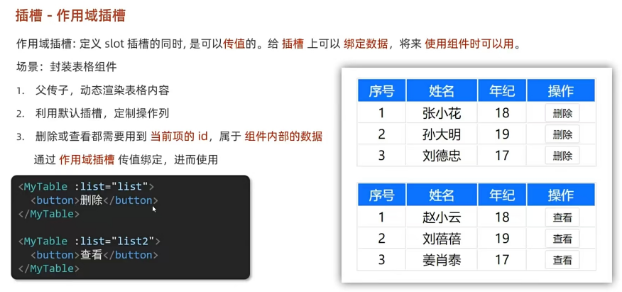 插槽 - 作用域插槽
作用域插槽: 定义 slot 插槽的同时, 是可以传值的。给 插槽 上可以 绑定数据，将来 使用组件时可以用。
场景：封装表格组件
1. 父传子，动态渲染表格内容
2. 利用默认插槽，定制操作列
3. 删除或查看都需要用到 当前项的 id，属于 组件内部的数据
通过 作用域插槽 传值绑定，进而使用
<MyTable :list="list">
<button>删除</button>
</MyTable>
<MyTable :list="list2">
<button>查看</button>
</MyTable>
序号 姓名 年纪 操作
1 张小花 18 删除
2 孙大明 19 删除
3 刘德忠 17 删除
序号 姓名 年纪 操作
1 赵小云 18 查看
2 刘蓓蓓 19 查看
3 姜肖泰 17 查看